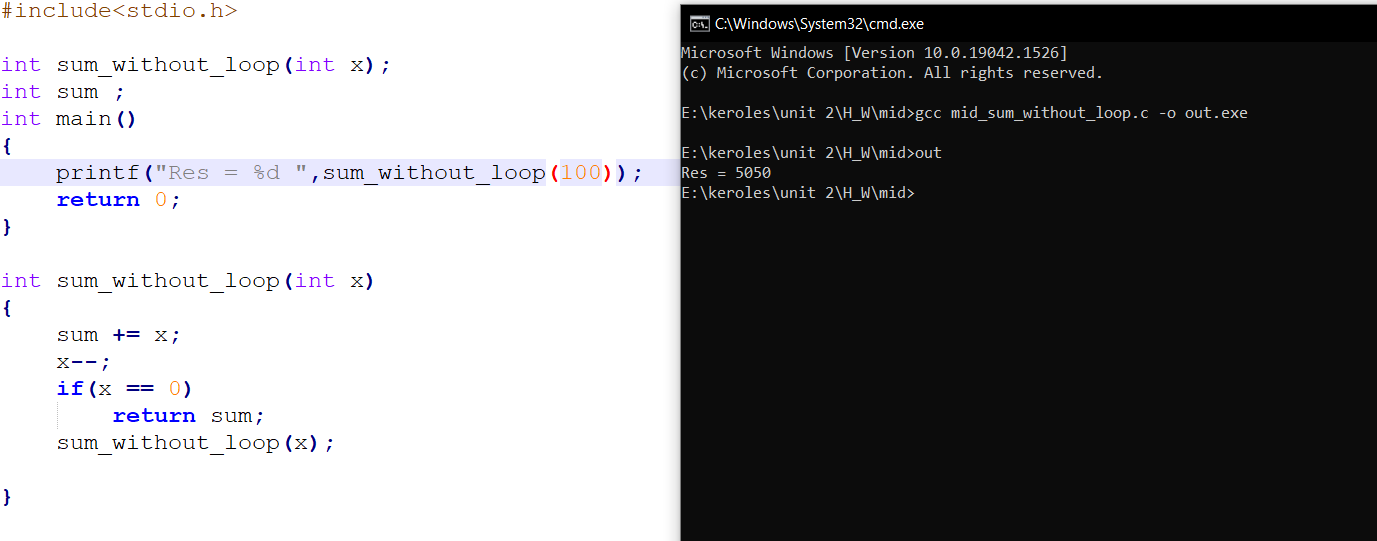 #include<stdio.h>
int sum_without_loop(int x);
int sum ;
int main()
{
    printf("Res = %d ",sum_without_loop(100));
    return 0;
}
int sum_without_loop(int x)
{
    sum += x;
    x--;
    if(x == 0)
        return sum;
    sum_without_loop(x);
}
C:\Windows\System32\cmd.exe
Microsoft Windows [Version 10.0.19042.1526]
(c) Microsoft Corporation. All rights reserved.
E:\keroles\unit 2\H_W\mid>gcc mid_sum_without_loop.c -o out.exe
E:\keroles\unit 2\H_W\mid>out
Res = 5050
E:\keroles\unit 2\H_W\mid>